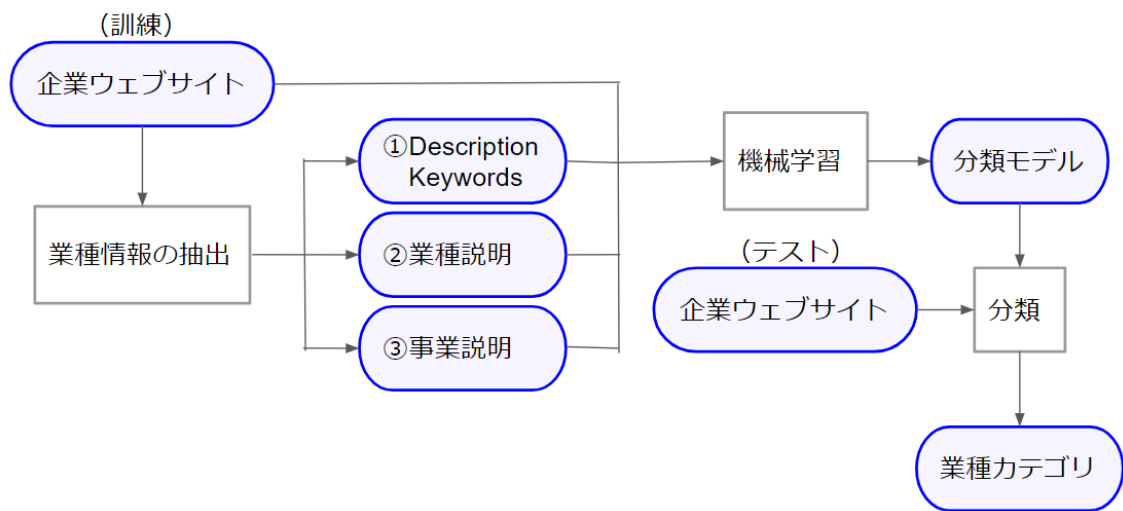 （訓練）
企業ウェブサイト
業種情報の抽出
①Description
Keywords
②業種説明
③事業説明
機械学習
分類モデル
（テスト）
企業ウェブサイト
分類
業種カテゴリ